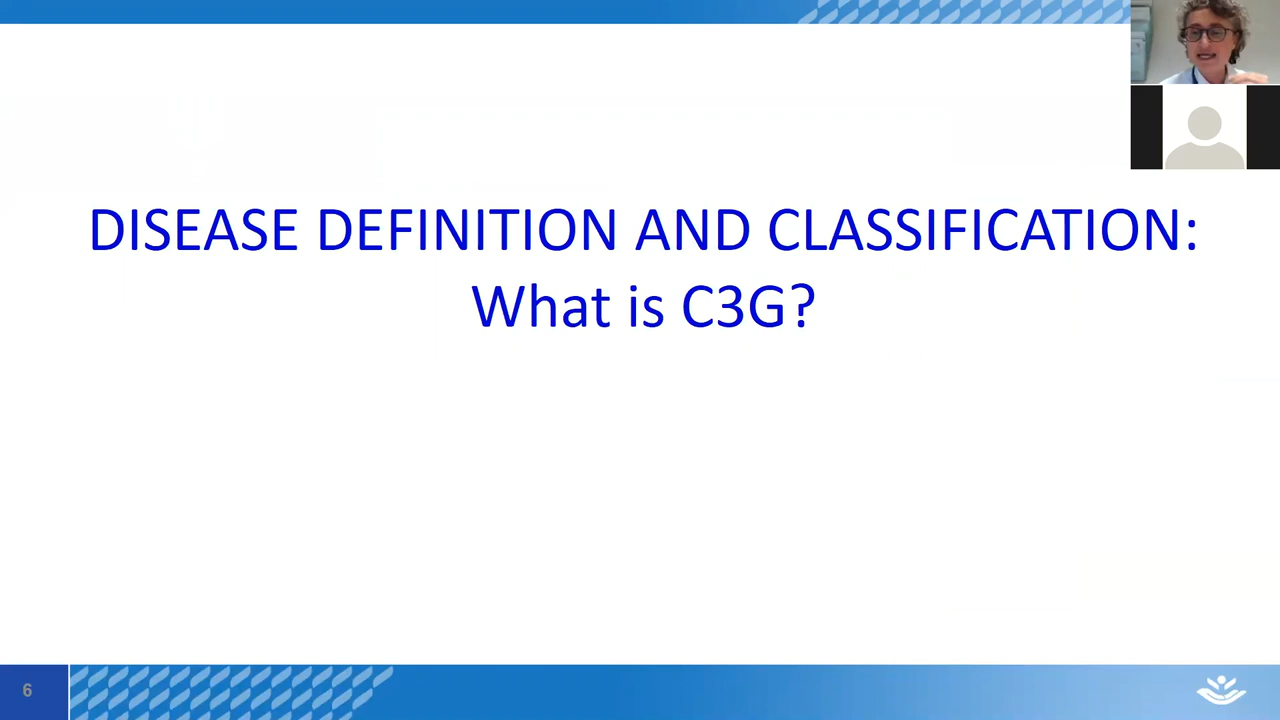 DISEASE DEFINITION AND CLASSIFICATION:
What is C3G?
6